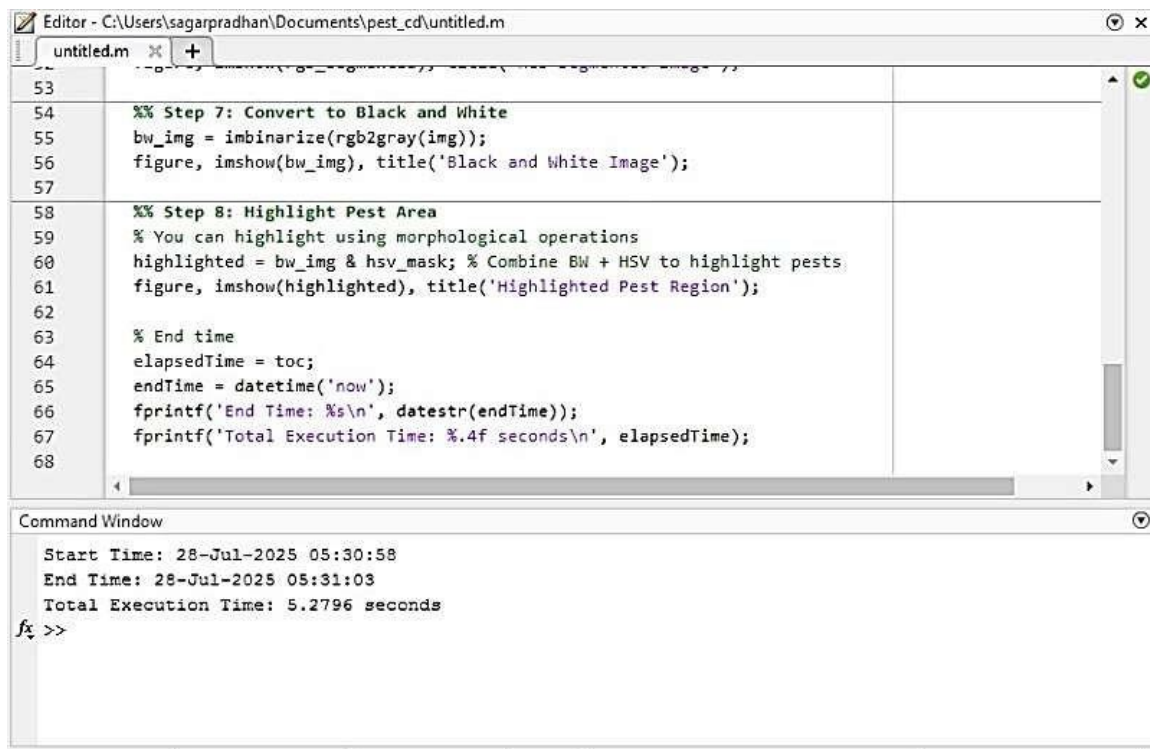 Editor - C:\Users\sagarpradhan\Documents\pest_cd\untitled.m
untitled.m
53
54 %% Step 7: Convert to Black and White
55 bw_img = imbinarize(rgb2gray(img));
56 figure, imshow(bw_img), title('Black and White Image');
57
58 %% Step 8: Highlight Pest Area
59 % You can highlight using morphological operations
60 highlighted = bw_img & hsv_mask; % Combine BW + HSV to highlight pests
61 figure, imshow(highlighted), title('Highlighted Pest Region');
62
63 % End time
64 elapsedTime = toc;
65 endTime = datetime('now');
66 fprintf('End Time: %s\n', datestr(endTime));
67 fprintf('Total Execution Time: %.4f seconds\n', elapsedTime);
68
Command Window
Start Time: 28-Jul-2025 05:30:58
End Time: 28-Jul-2025 05:31:03
Total Execution Time: 5.2796 seconds
fx >>